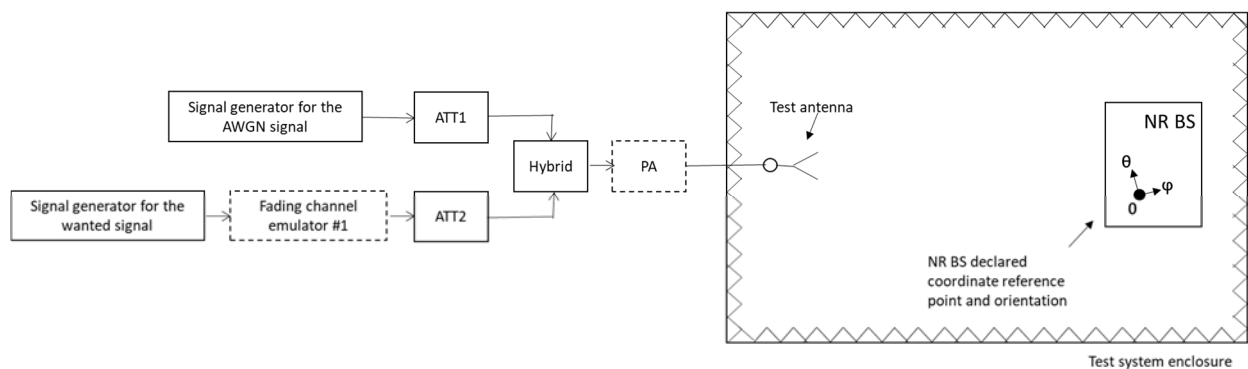 Signal generator for the
AWGN signal
ATT1
Hybrid
PA
Signal generator for the
wanted signal
Fading channel
emulator #1
ATT2
Test antenna
NR BS
θ
φ
0
NR BS declared
coordinate reference
point and orientation
Test system enclosure